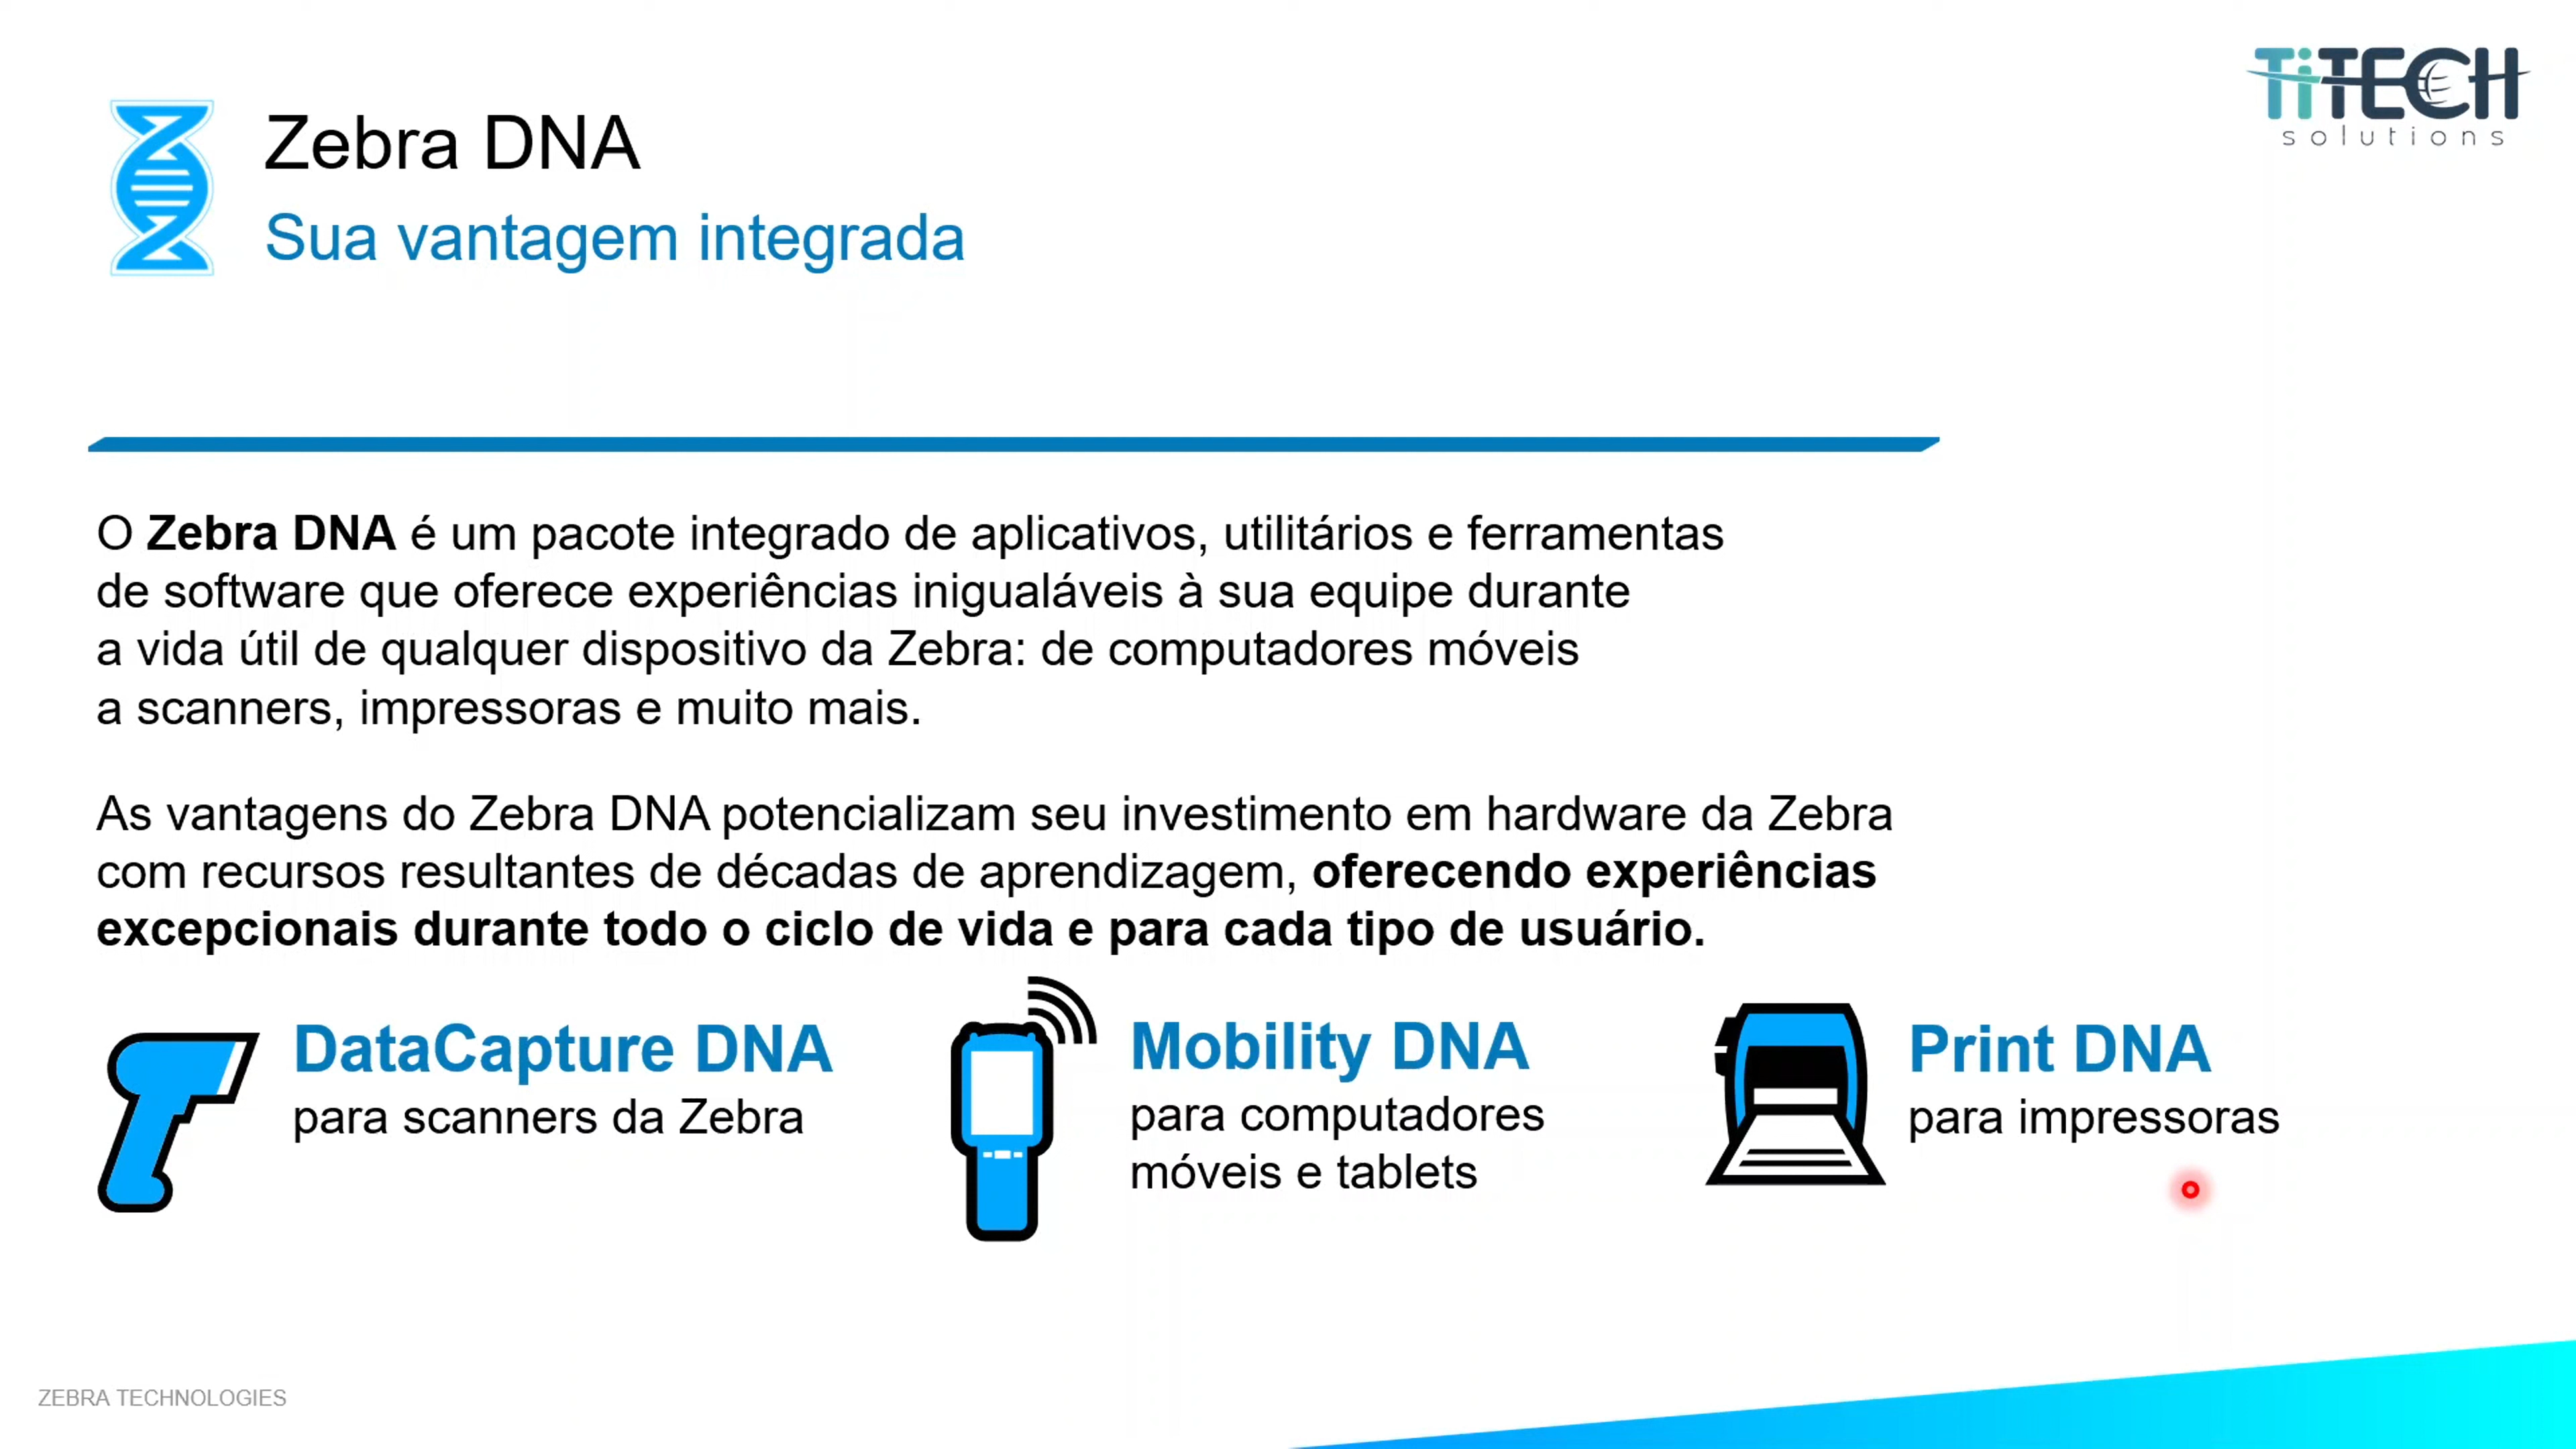 TiTECH
solutions
Zebra DNA
Sua vantagem integrada
O Zebra DNA é um pacote integrado de aplicativos, utilitários e ferramentas
de software que oferece experiências inigualáveis à sua equipe durante
a vida útil de qualquer dispositivo da Zebra: de computadores móveis
a scanners, impressoras e muito mais.
As vantagens do Zebra DNA potencializam seu investimento em hardware da Zebra
com recursos resultantes de décadas de aprendizagem, oferecendo experiências
excepcionais durante todo o ciclo de vida e para cada tipo de usuário.
DataCapture DNA
para scanners da Zebra
Mobility DNA
para computadores
móveis e tablets
Print DNA
para impressoras
ZEBRA TECHNOLOGIES